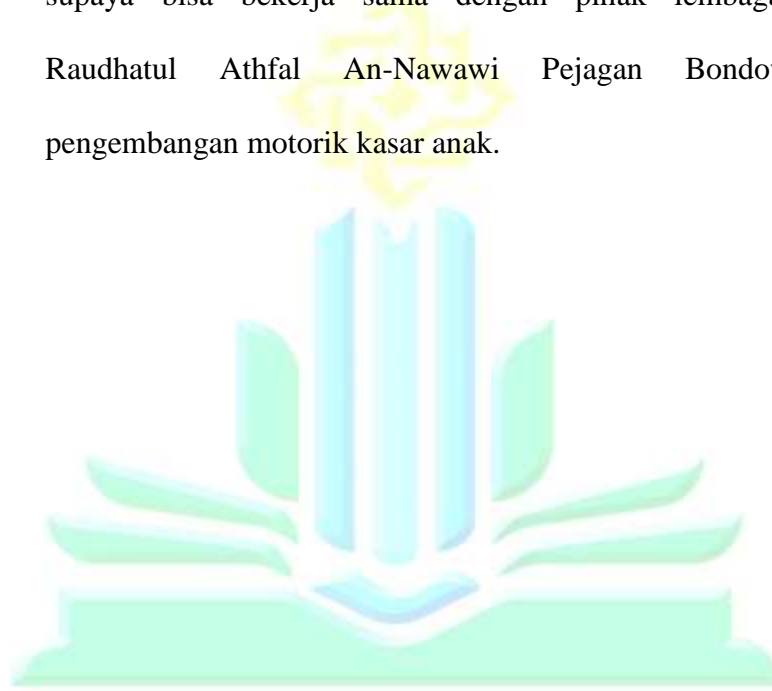 supaya bisa bekerja sama dengan pihak
Raudhatul Athfal An-Nawawi Pejagan
pengembangan motorik kasar anak.